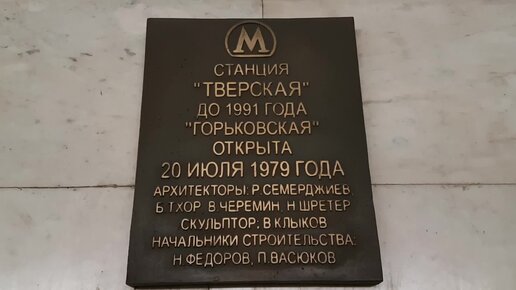 М
СТАНЦИЯ
"ТВЕРСКАЯ"
ДО 1991 ГОДА
"ГОРЬКОВСКАЯ"
ОТКРЫТА
20 ИЮЛЯ 1979 ГОДА
АРХИТЕКТОРЫ: Р.СЕМЕРДЖИЕВ,
Б.ТХОР, В.ЧЕРЕМИН, Н.ШРЕТЕР
СКУЛЬПТОР: В.КЛЫКОВ
НАЧАЛЬНИКИ СТРОИТЕЛЬСТВА:
Н.ФЕДОРОВ, П.ВАСЮКОВ